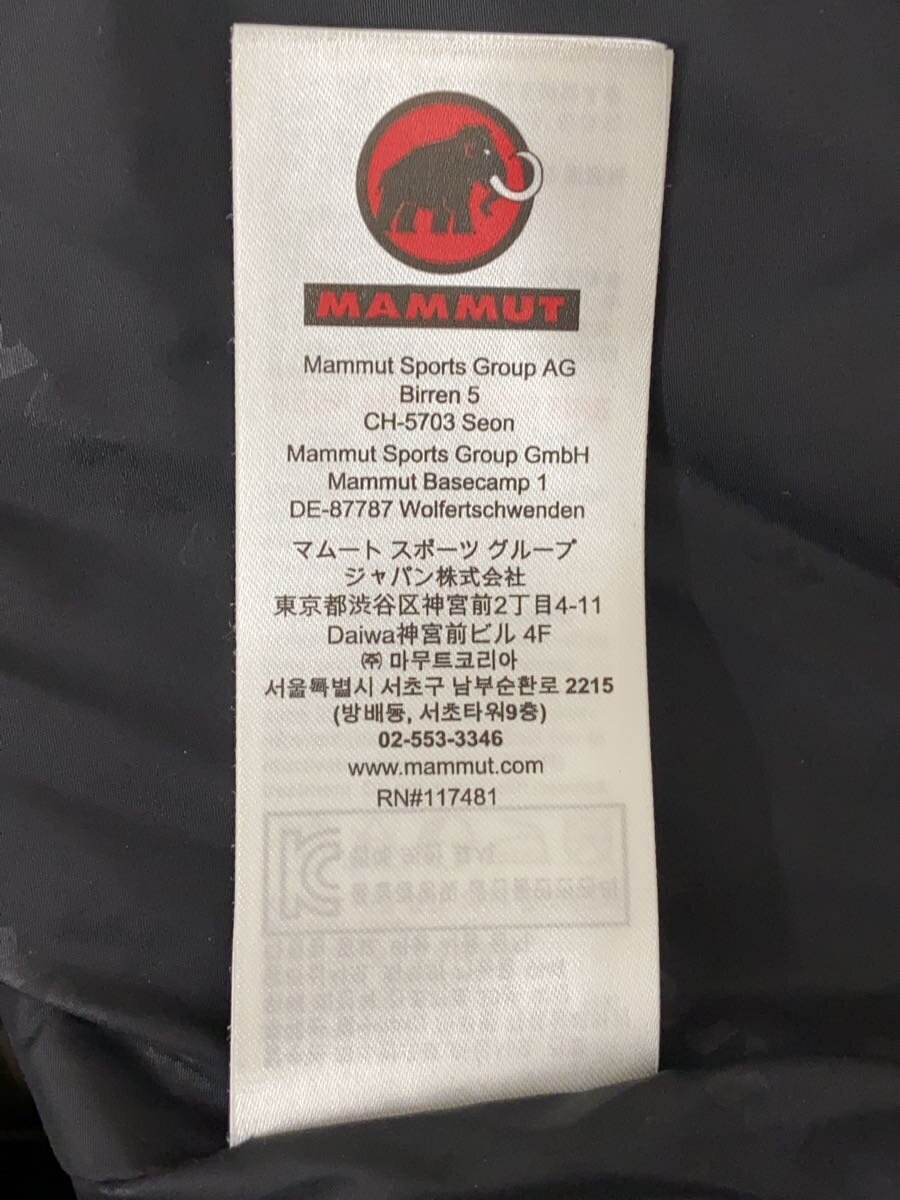 MAMMUT
Mammut Sports Group AG
Birren 5
CH-5703 Seon
Mammut Sports Group GmbH
Mammut Basecamp 1
DE-87787 Wolfertschwenden
マムート スポーツ グループ
ジャパン株式会社
東京都渋谷区神宮前2丁目4-11
Daiwa神宮前ビル 4F
㈜ 마무트코리아
서울특별시 서초구 남부순환로 2215
(방배동, 서초타워9층)
02-553-3346
www.mammut.com
RN#117481